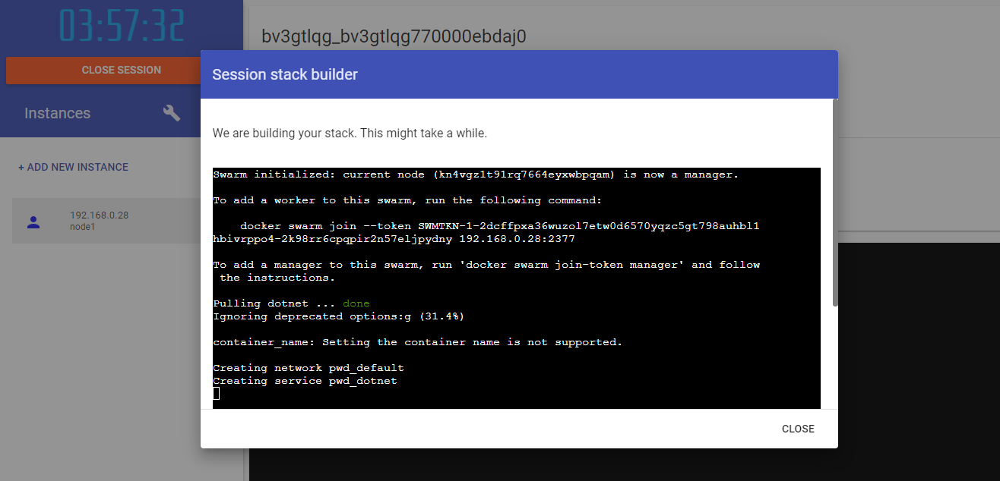 03:57:32
CLOSE SESSION
Instances
+ ADD NEW INSTANCE
192.168.0.28
node1
bv3gtlqg_bv3gtlqg770000ebdaj0
Session stack builder
We are building your stack. This might take a while.
Swarm initialized: current node (kn4vgz1t91rq7664eyxwbpqam) is now a manager.
To add a worker to this swarm, run the following command:
docker swarm join --token SWMTKN-1-2dcffpxa36wuzol7etw0d6570yqzc5gt798auhbl1
hbivrppo4-2k98rr6cpqpir2n57eljpydny 192.168.0.28:2377
To add a manager to this swarm, run 'docker swarm join-token manager' and follow
the instructions.
Pulling dotnet ... done
Ignoring deprecated options:g (31.4%)
container_name: Setting the container name is not supported.
Creating network pwd_default
Creating service pwd_dotnet
CLOSE